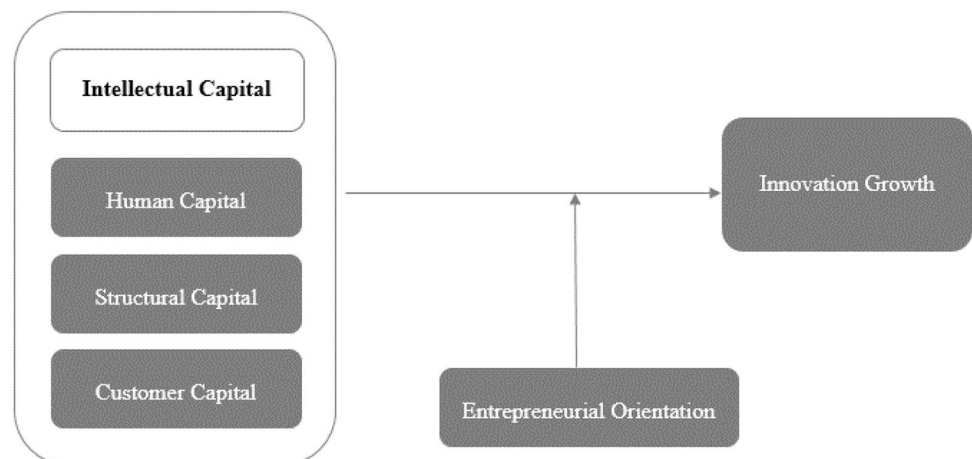 Intellectual Capital
Human Capital
Structural Capital
Customer Capital
Innovation Growth
Entrepreneurial Orientation